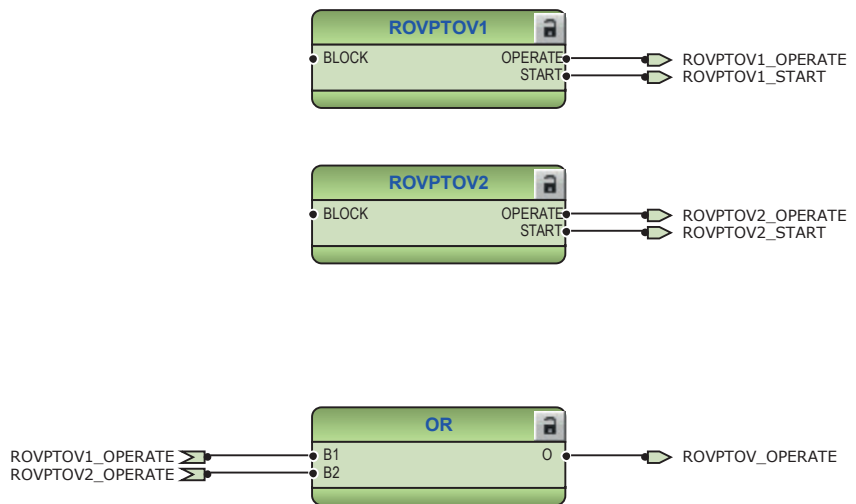 ROVPTOV1
BLOCK OPERATE ROVPTOV1_OPERATE
START ROVPTOV1_START
ROVPTOV2
BLOCK OPERATE ROVPTOV2_OPERATE
START ROVPTOV2_START
OR
ROVPTOV1_OPERATE B1 O ROVPTOV_OPERATE
ROVPTOV2_OPERATE B2